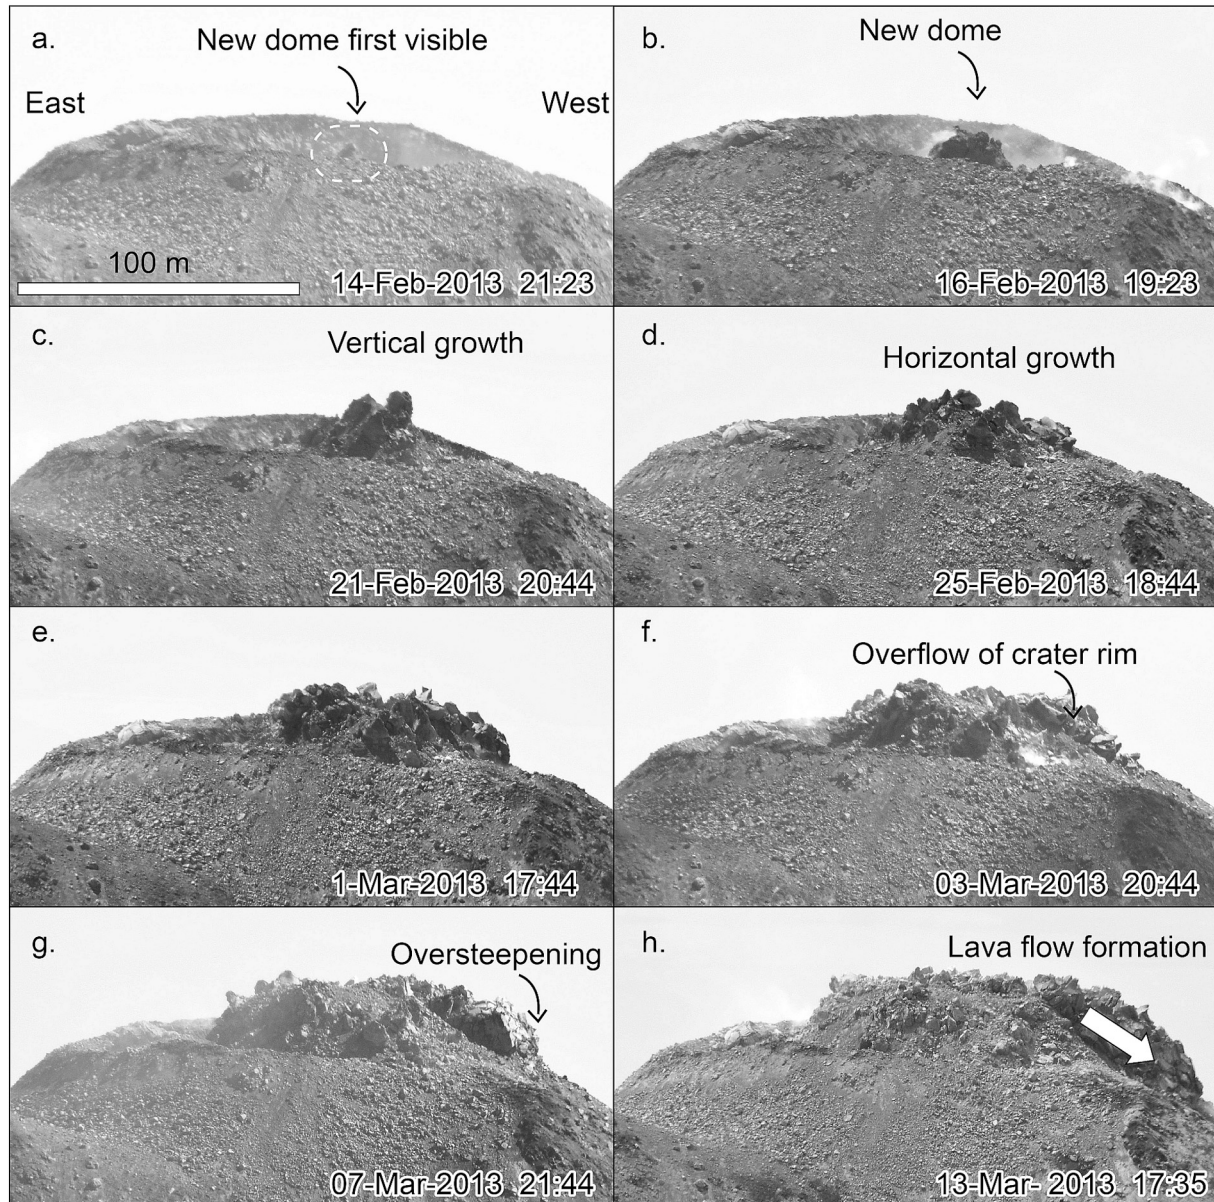 a.
New dome first visible
East
West
100 m
14-Feb-2013 21:23
b.
New dome
16-Feb-2013 19:23
c.
Vertical growth
21-Feb-2013 20:44
d.
Horizontal growth
25-Feb-2013 18:44
e.
1-Mar-2013 17:44
f.
Overflow of crater rim
03-Mar-2013 20:44
g.
Oversteepening
07-Mar-2013 21:44
h.
Lava flow formation
13-Mar- 2013 17:35